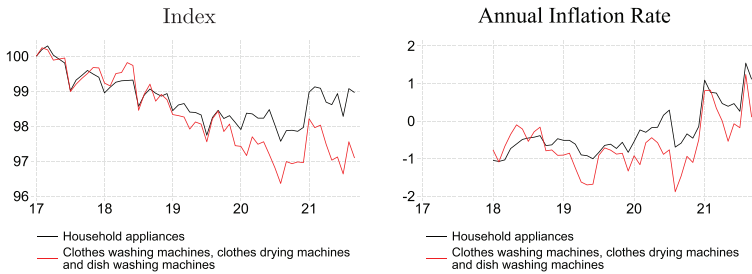 Index
100
99
98
97
96
17
18
19
20
21
Household appliances
Clothes washing machines, clothes drying machines
and dish washing machines
Annual Inflation Rate
2
1
0
-1
-2
17
18
19
20
21
Household appliances
Clothes washing machines, clothes drying machines
and dish washing machines